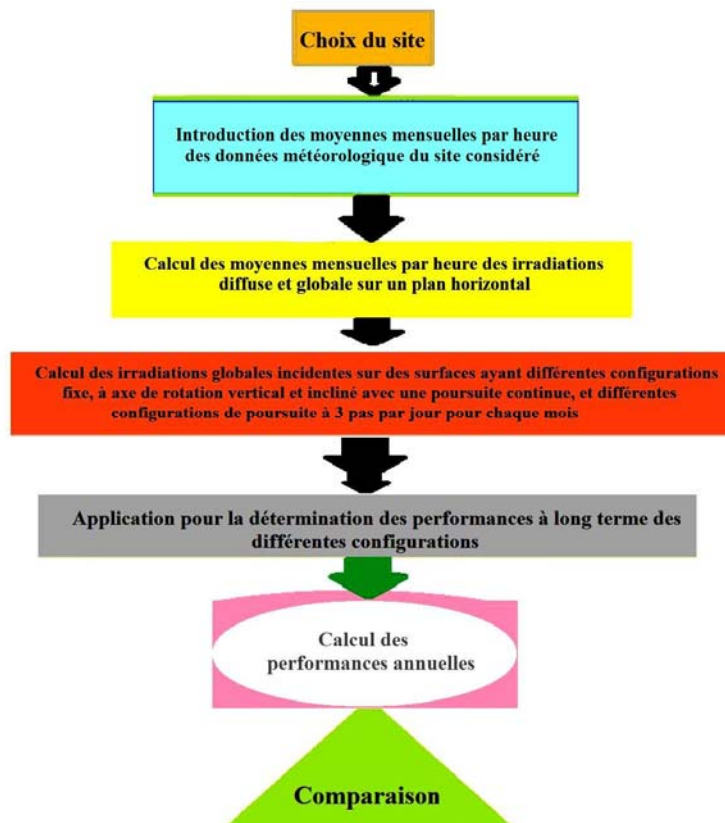 Choix du site
Introduction des moyennes mensuelles par heure
des données météorologique du site considéré
Calcul des moyennes mensuelles par heure des irradiations
diffuse et globale sur un plan horizontal
Calcul des irradiations globales incidentes sur des surfaces ayant différentes configurations
fixe, à axe de rotation vertical et incliné avec une poursuite continue, et différentes
configurations de poursuite à 3 pas par jour pour chaque mois
Application pour la détermination des performances à long terme des
différentes configurations
Calcul des
performances annuelles
Comparaison